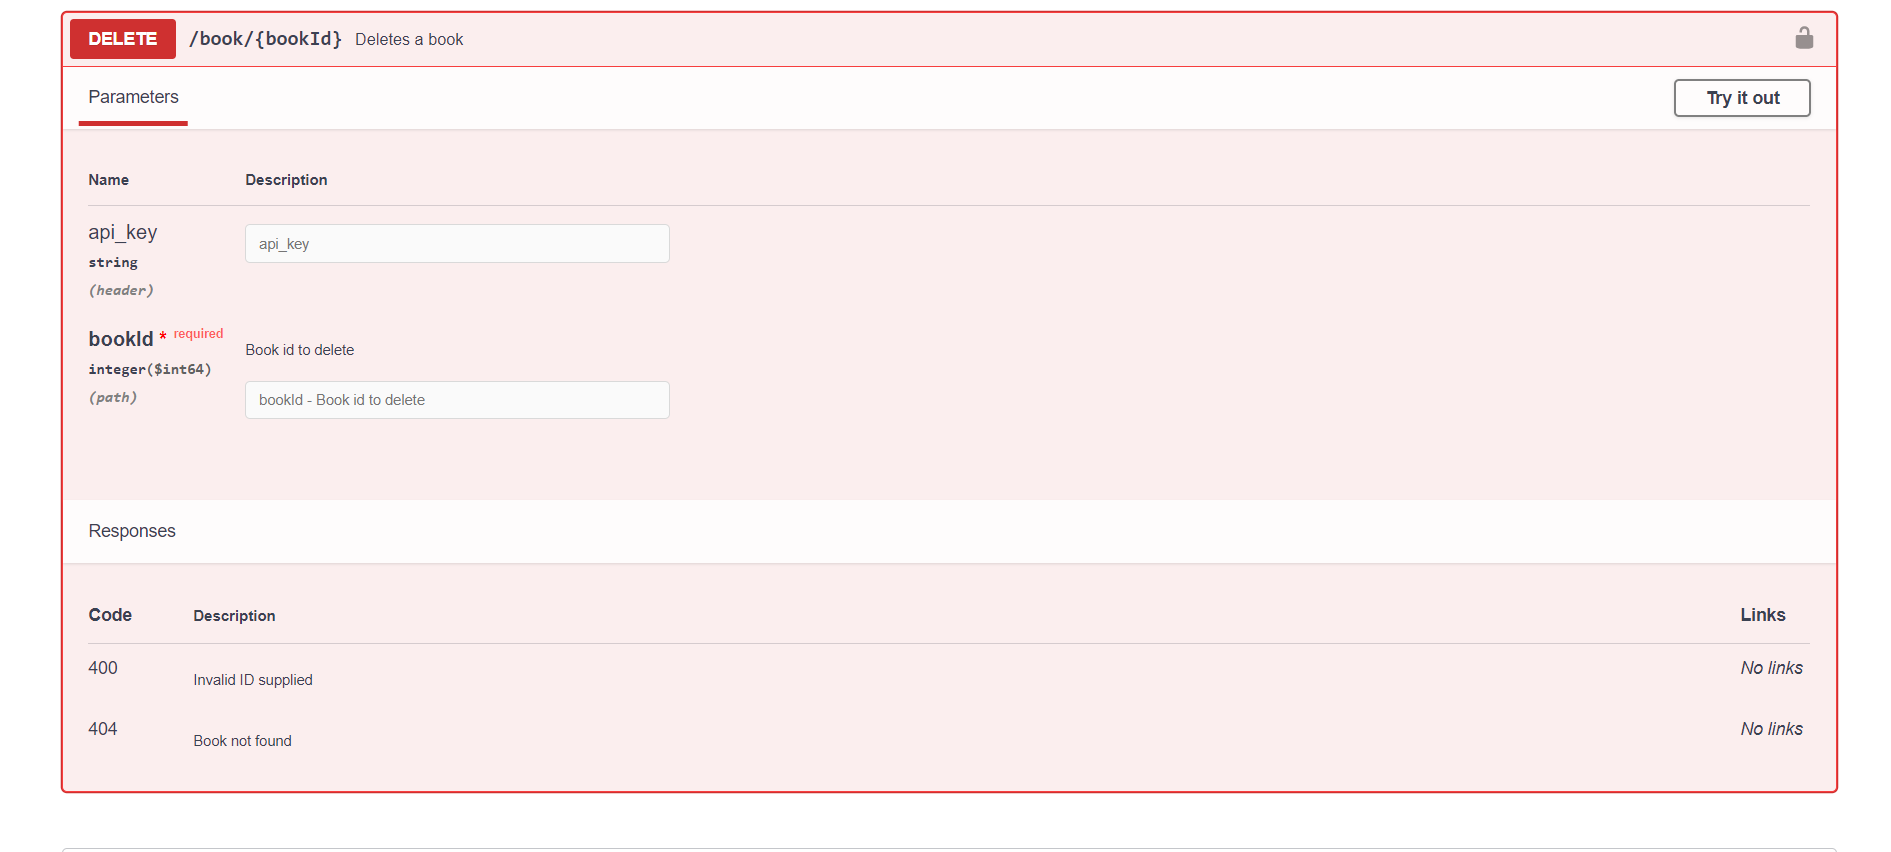 DELETE /book/{bookId} Deletes a book
Parameters
Try it out
Name Description
api_key
string
(header)
api_key
bookId * required
integer($int64)
(path)
Book id to delete
bookId - Book id to delete
Responses
Code Description Links
400 Invalid ID supplied No links
404 Book not found No links